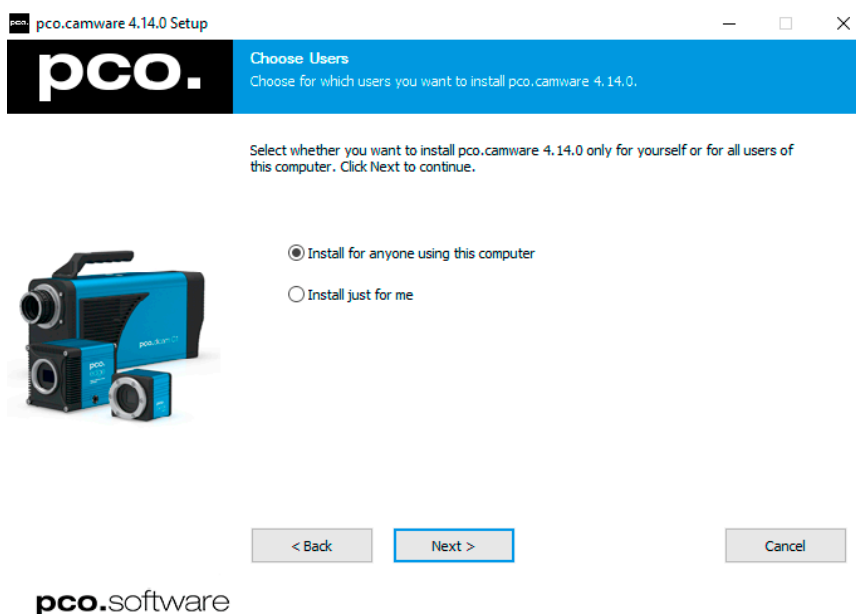 pco. pco.camware 4.14.0 Setup
pco.
Choose Users
Choose for which users you want to install pco.camware 4.14.0.
Select whether you want to install pco.camware 4.14.0 only for yourself or for all users of
this computer. Click Next to continue.
Install for anyone using this computer
Install just for me
pco.
edge
< Back
Next >
Cancel
pco.software